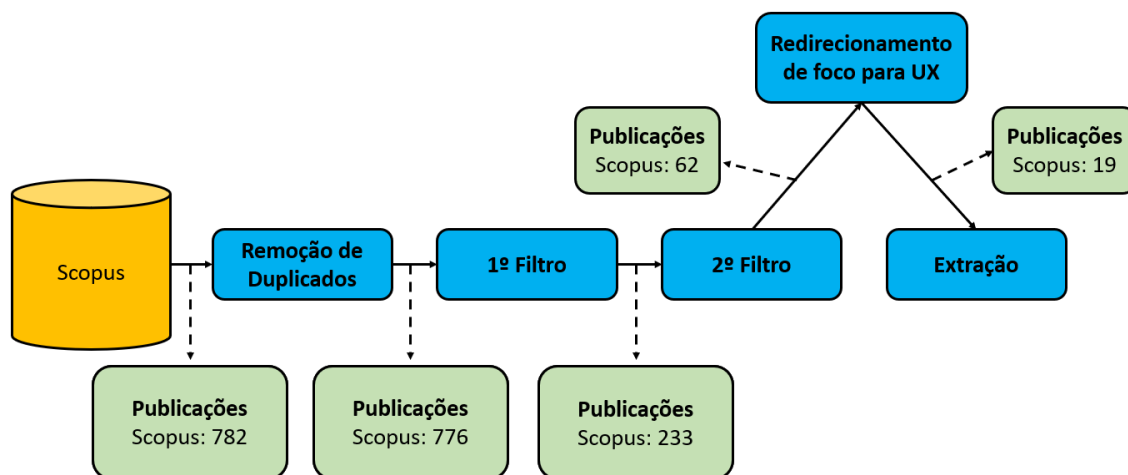 Redirecionamento
de foco para UX
Publicações
Scopus: 62
Publicações
Scopus: 19
Scopus
Remoção de
Duplicados
1º Filtro
2º Filtro
Extração
Publicações
Scopus: 782
Publicações
Scopus: 776
Publicações
Scopus: 233